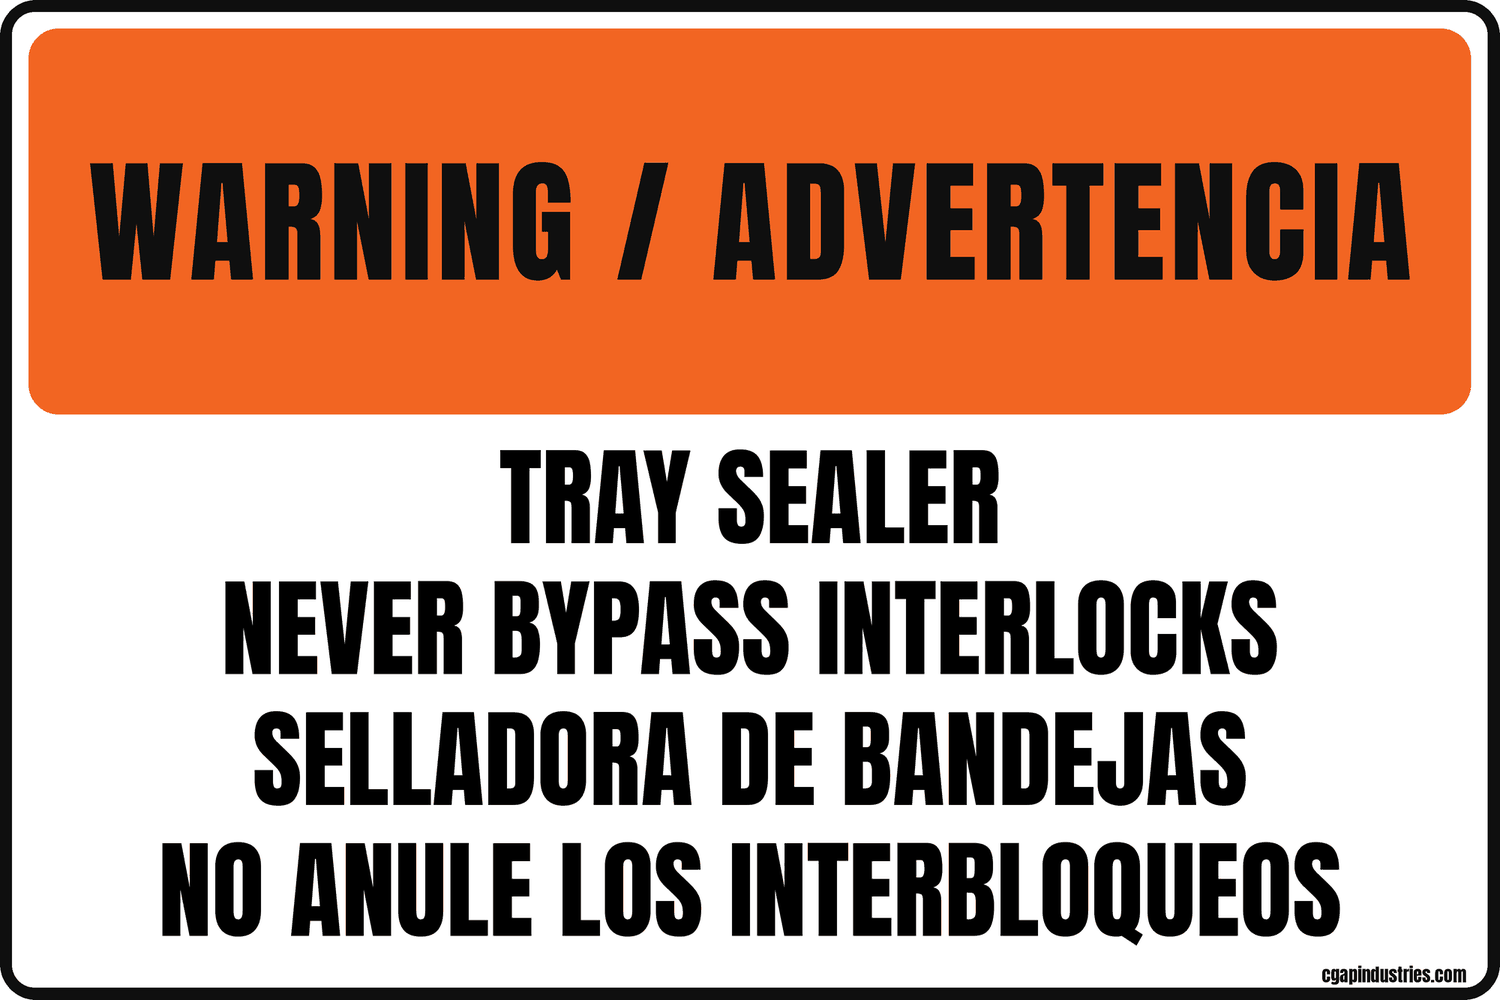 WARNING / ADVERTENCIA
TRAY SEALER
NEVER BYPASS INTERLOCKS
SELLADORA DE BANDEJAS
NO ANULE LOS INTERBLOQUEOS
cgapindustries.com